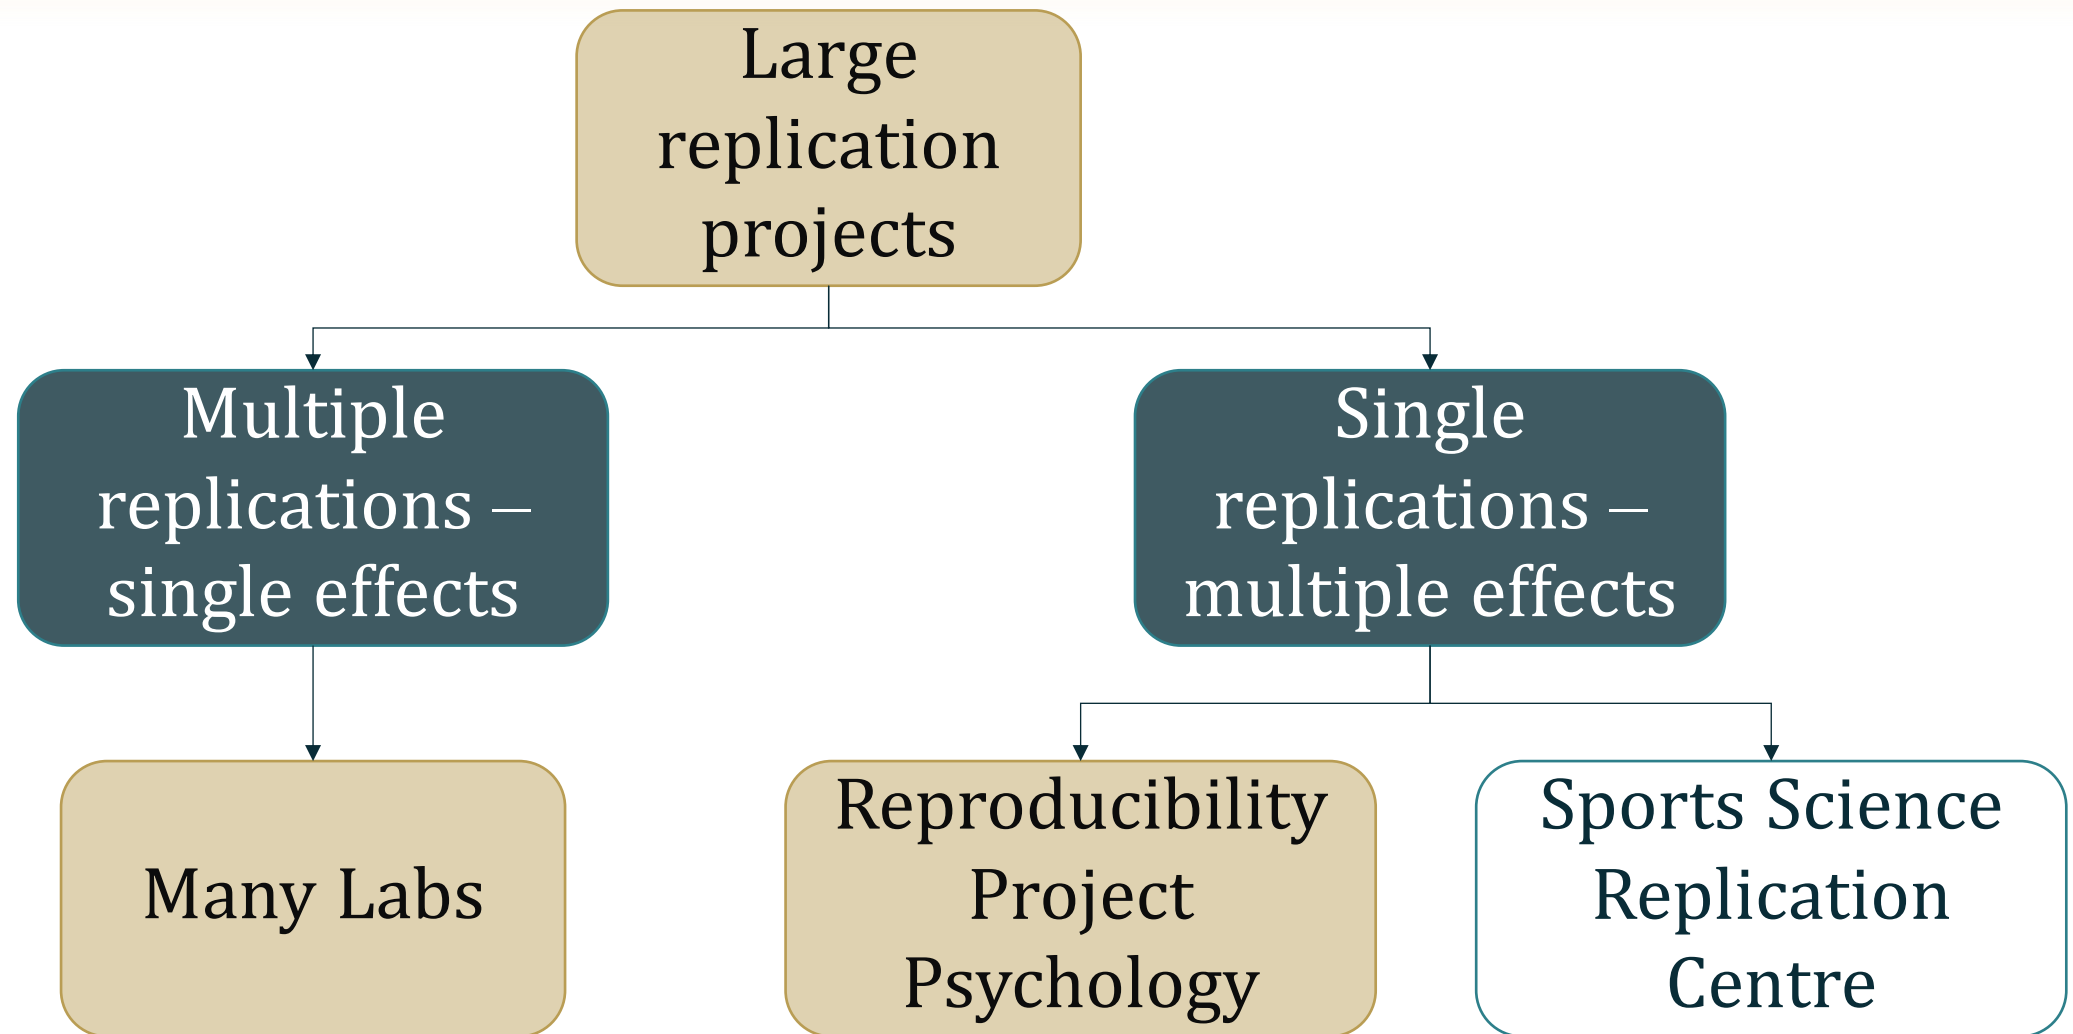 Large
replication
projects
Multiple
replications –
single effects
Single
replications –
multiple effects
Many Labs
Reproducibility
Project
Psychology
Sports Science
Replication
Centre